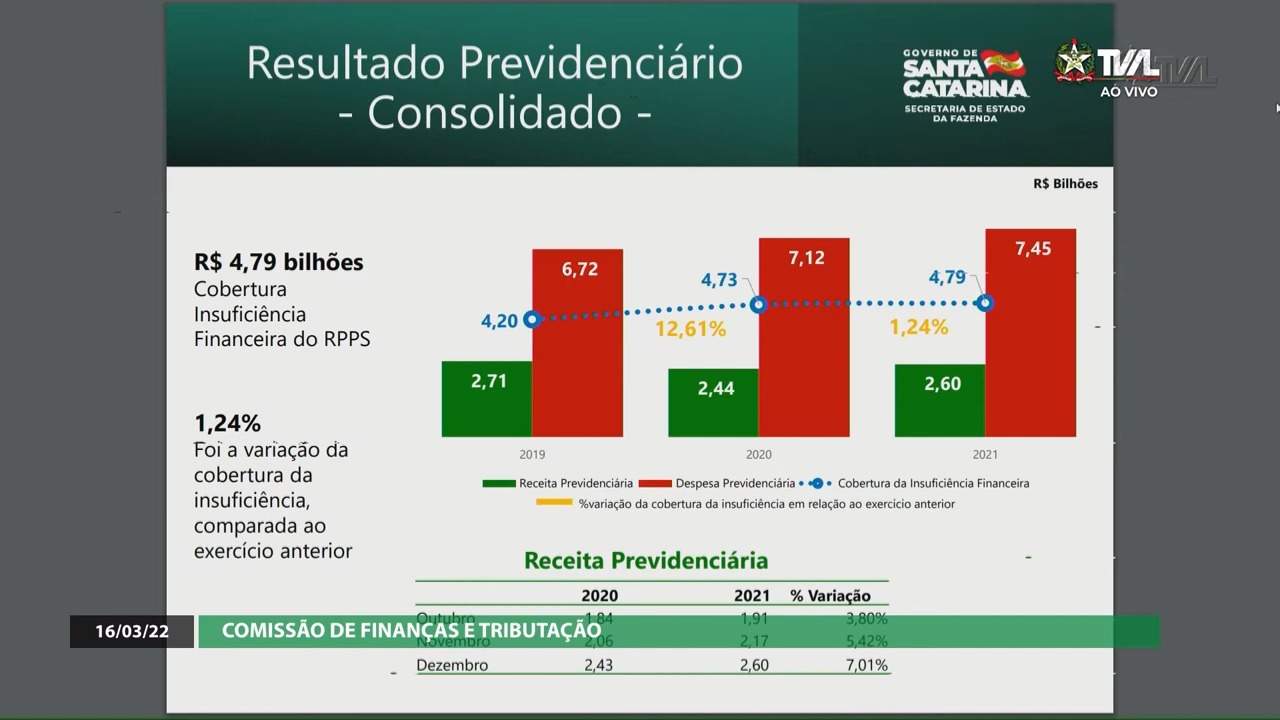 Resultado Previdenciário
- Consolidado -
GOVERNO DE
SANTA
CATARINA
SECRETARIA DE ESTADO
DA FAZENDA
TVAL
AO VIVO
R$ Bilhões
R$ 4,79 bilhões
Cobertura
Insuficiência
Financeira do RPPS
1,24%
Foi a variação da
cobertura da
insuficiência,
comparada ao
exercício anterior
6,72
7,12
7,45
4,20
4,73
4,79
12,61%
1,24%
2,71
2,44
2,60
2019 2020 2021
Receita Previdenciária Despesa Previdenciária Cobertura da Insuficiência Financeira
%variação da cobertura da insuficiência em relação ao exercício anterior
Receita Previdenciária
2020 2021 % Variação
Outubro 1,84 1,91 3,80%
Novembro 2,06 2,17 5,42%
Dezembro 2,43 2,60 7,01%
16/03/22 COMISSÃO DE FINANÇAS E TRIBUTAÇÃO